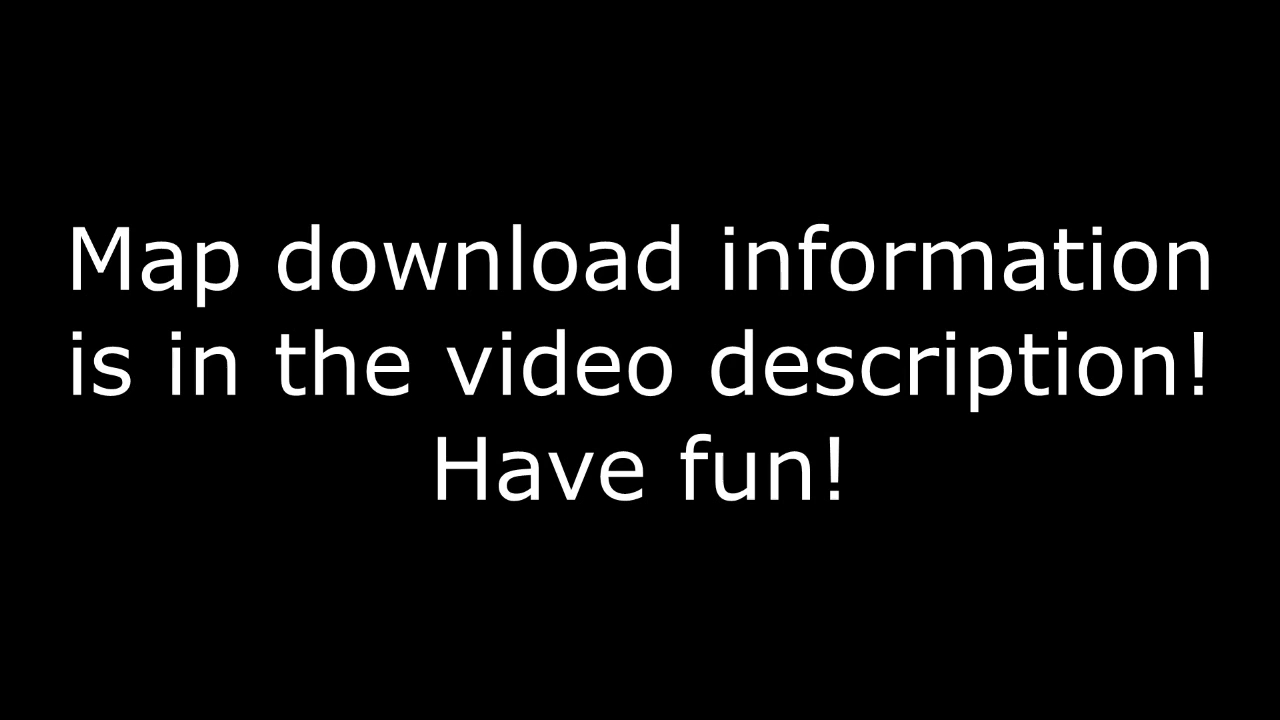 Map download information
is in the video description!
Have fun!